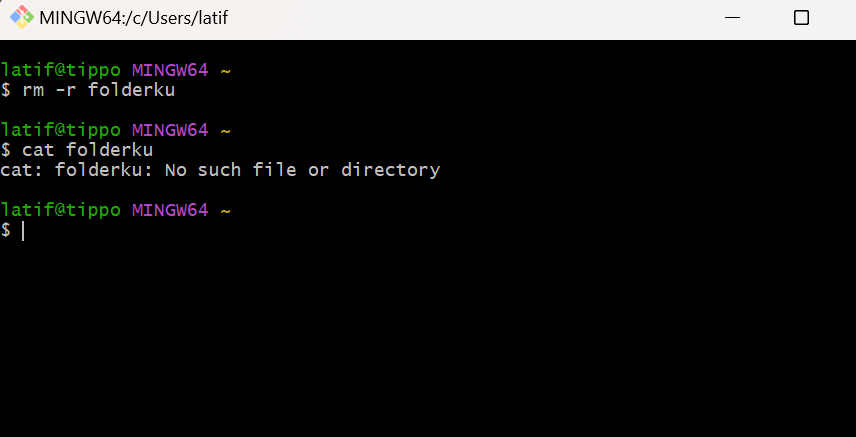 MINGW64:/c/Users/latif
latif@tippo MINGW64 ~
$ rm -r folderku
latif@tippo MINGW64 ~
$ cat folderku
cat: folderku: No such file or directory
latif@tippo MINGW64 ~
$